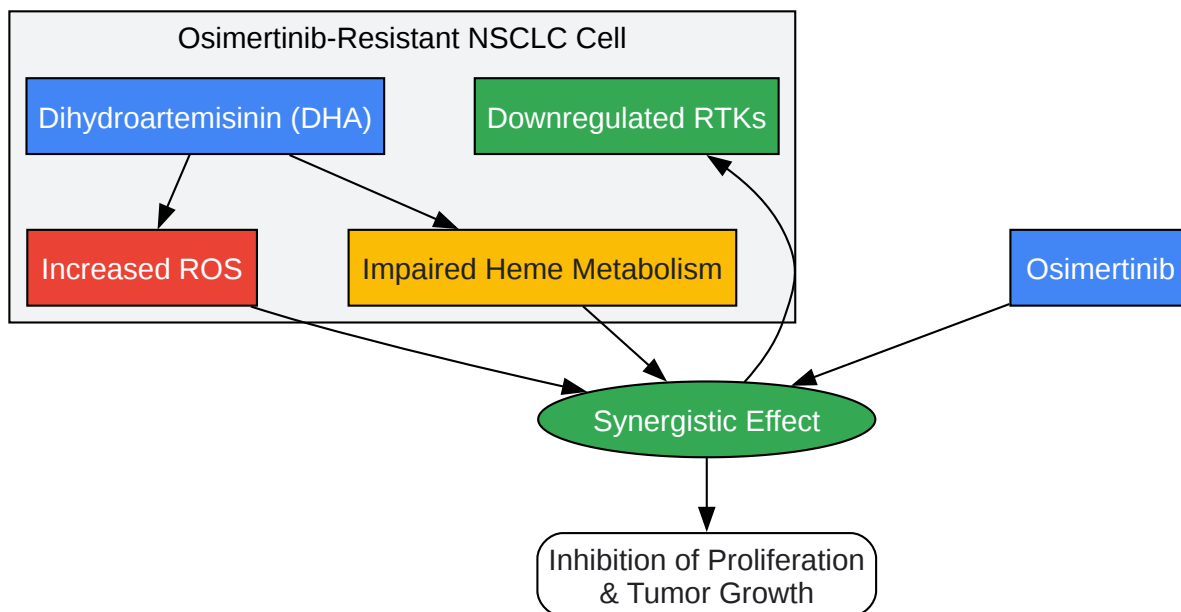 Osimertinib-Resistant NSCLC Cell
Dihydroartemisinin (DHA)
Downregulated RTKs
Increased ROS
Impaired Heme Metabolism
Osimertinib
Synergistic Effect
Inhibition of Proliferation
& Tumor Growth